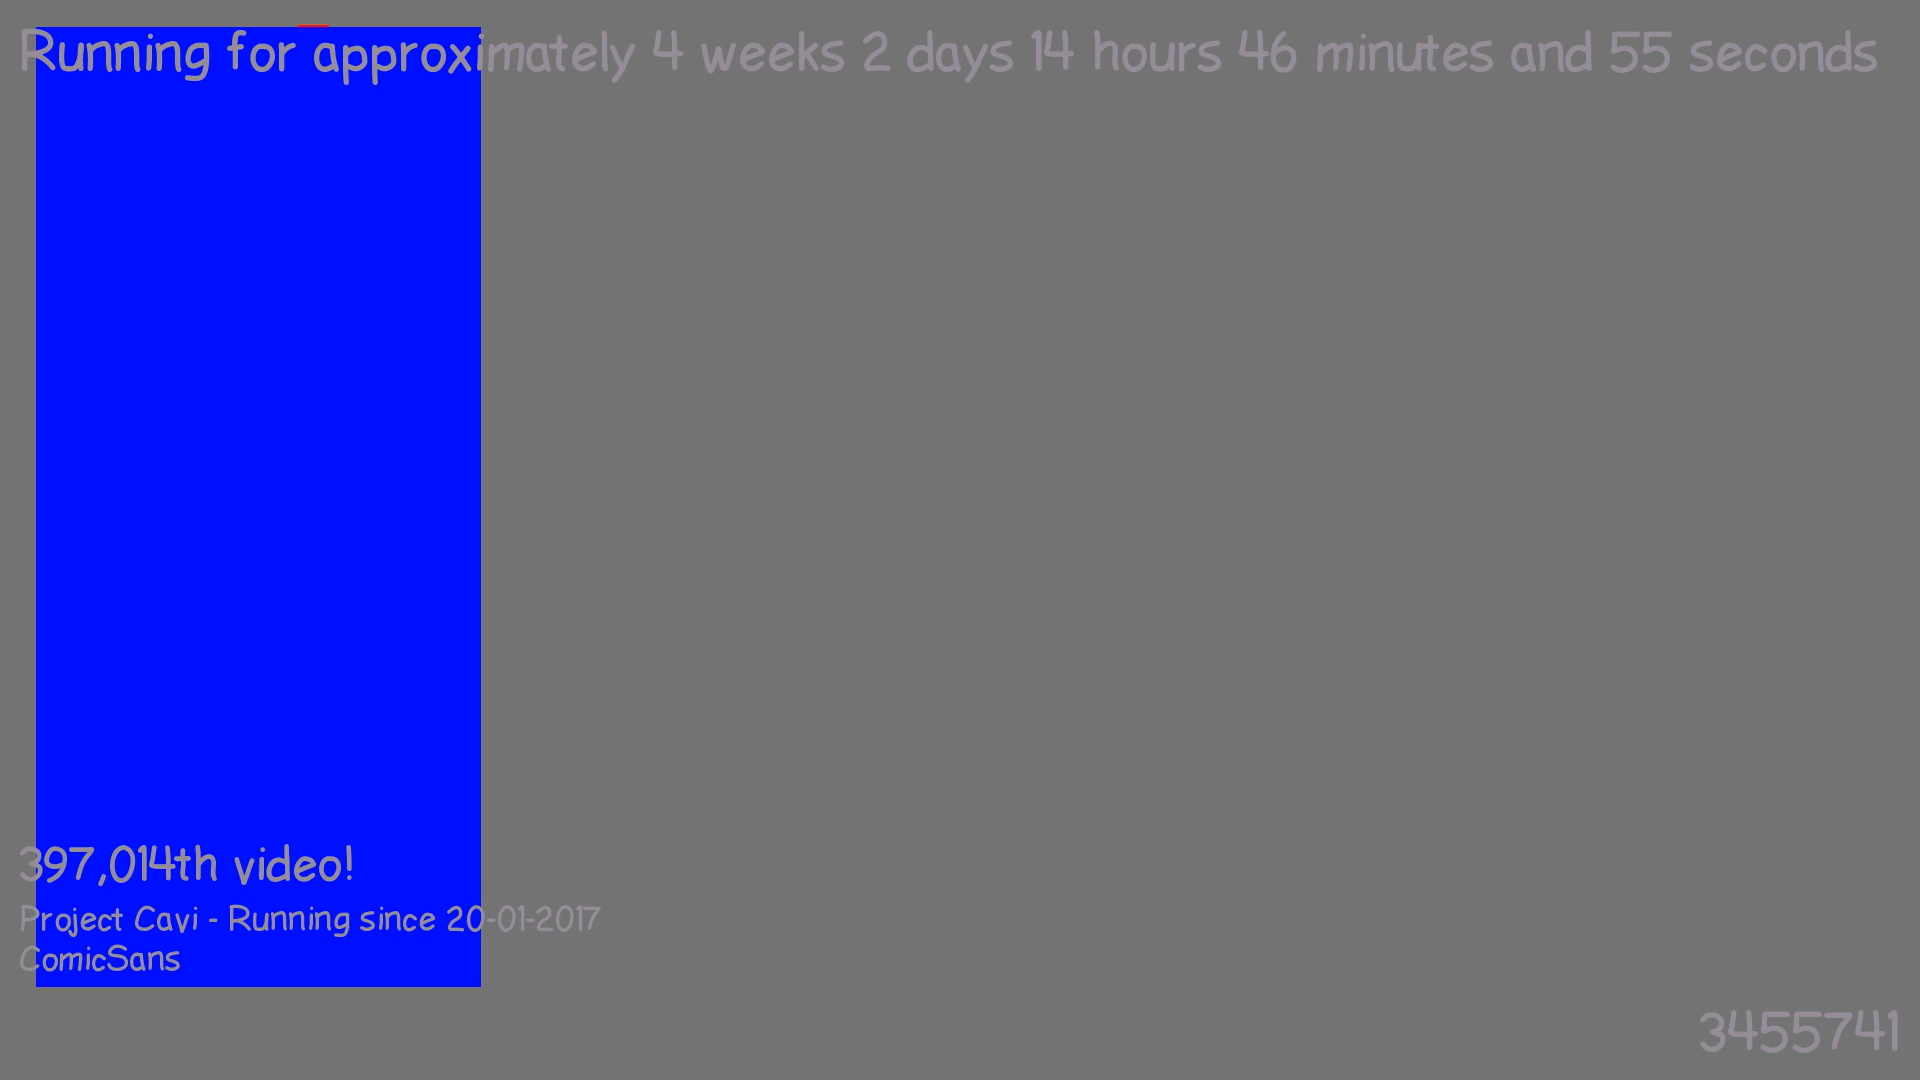 Running for approximately 4 weeks 2 days 14 hours 46 minutes and 55 seconds
397,014th video!
Project Cavi - Running since 20-01-2017
ComicSans
3455741